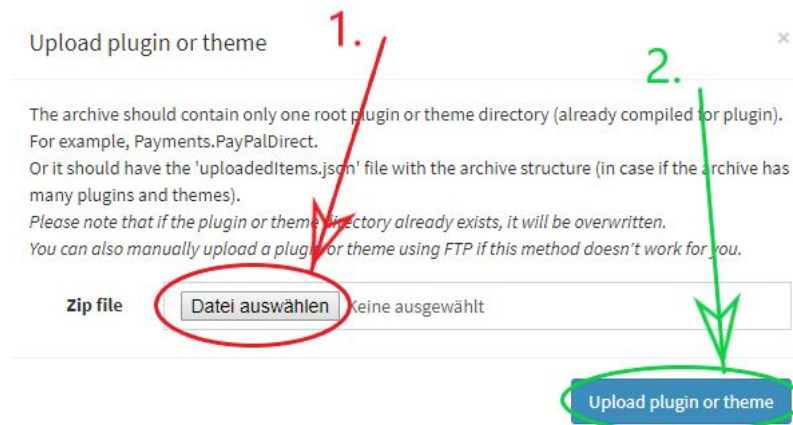 1.
Upload plugin or theme
×
2.
The archive should contain only one root plugin or theme directory (already compiled for plugin).
For example, Payments.PayPalDirect.
Or it should have the 'uploadedItems.json' file with the archive structure (in case if the archive has
many plugins and themes).
Please note that if the plugin or theme directory already exists, it will be overwritten.
You can also manually upload a plugin or theme using FTP if this method doesn't work for you.
Zip file Datei auswählen Keine ausgewählt
Upload plugin or theme